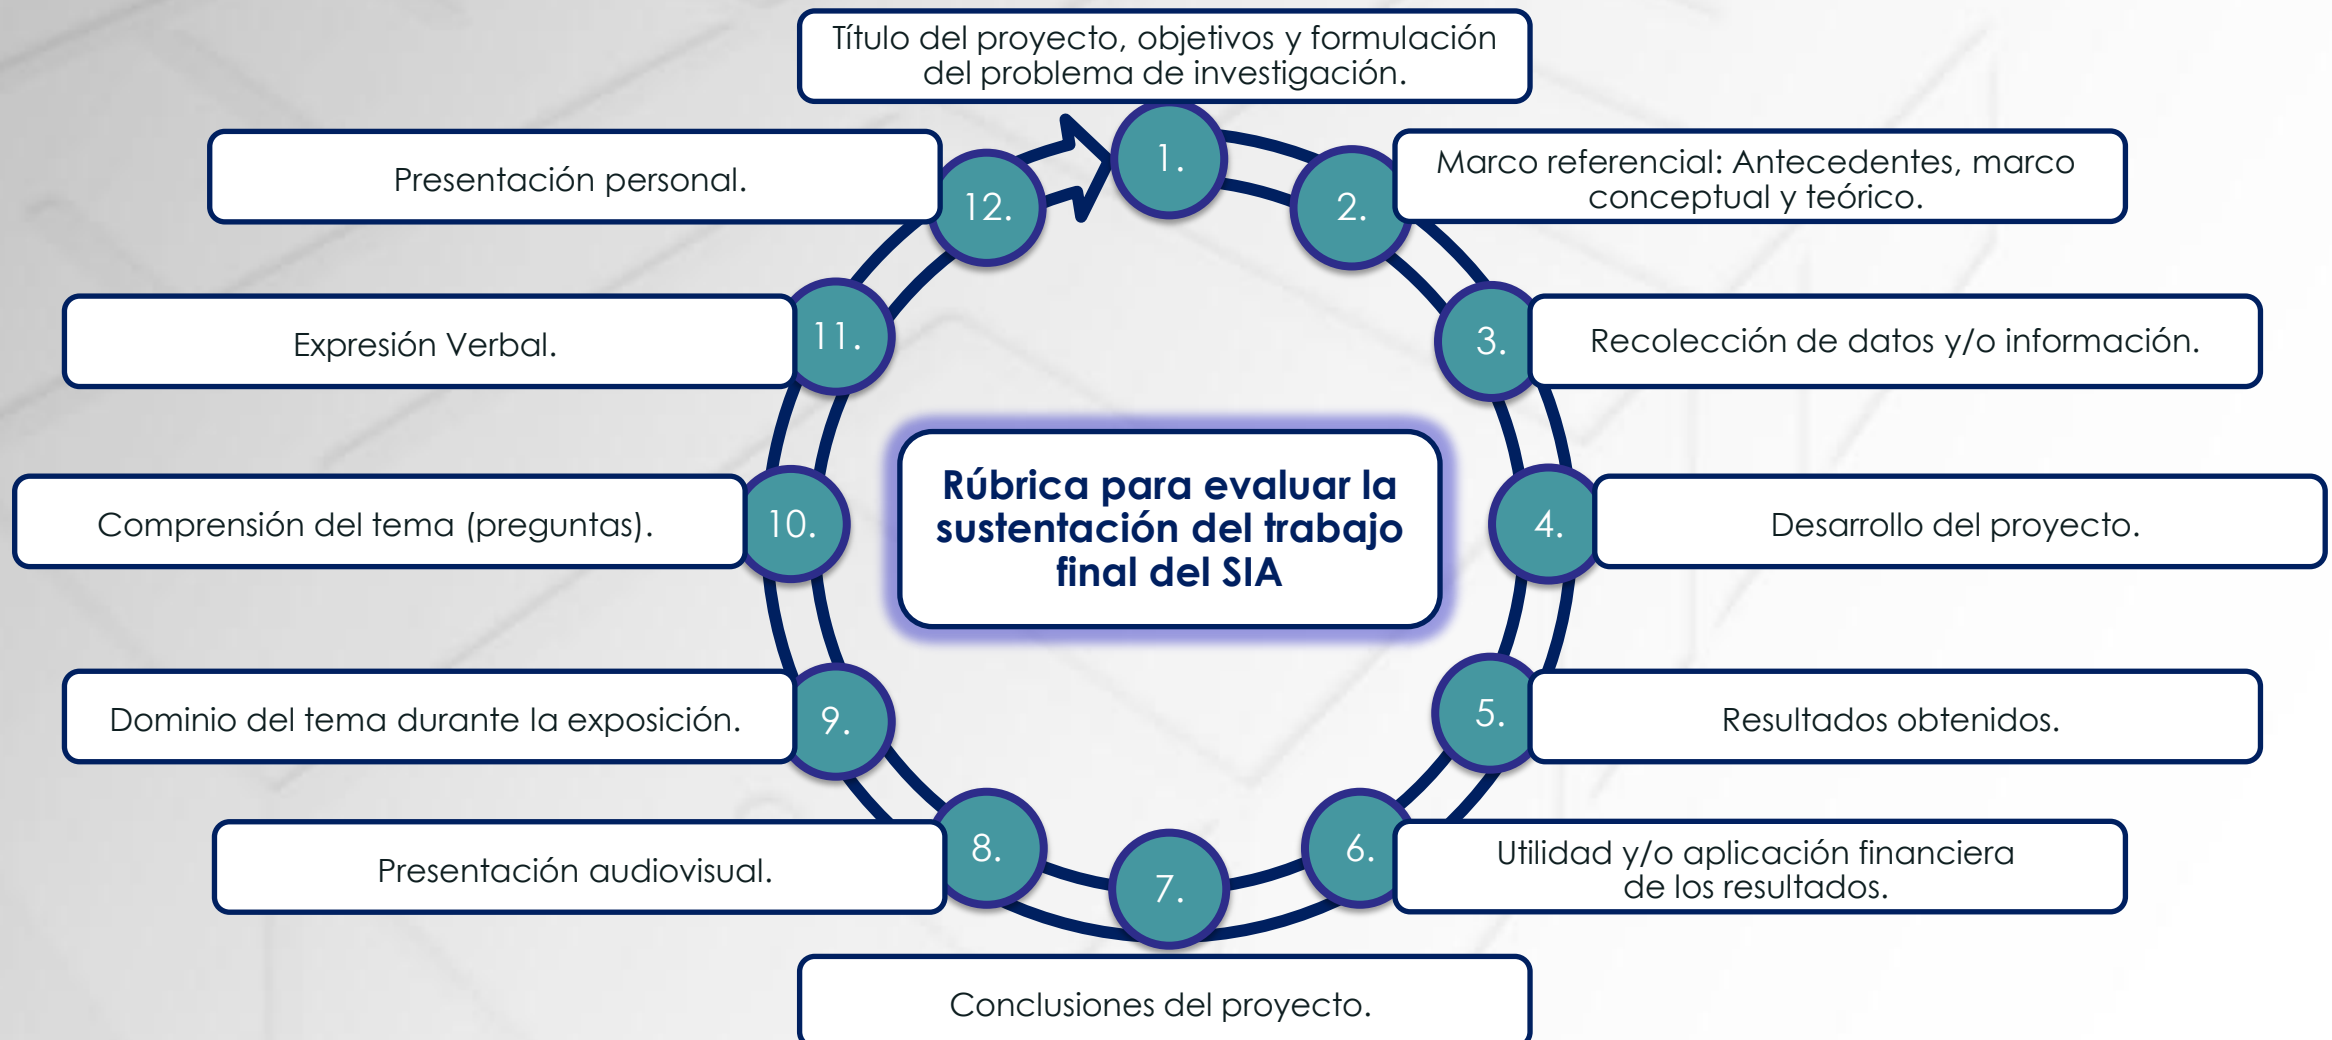 Título del proyecto, objetivos y formulación
del problema de investigación.
1.
Marco referencial: Antecedentes, marco
conceptual y teórico.
2.
Recolección de datos y/o información.
3.
Desarrollo del proyecto.
4.
Resultados obtenidos.
5.
Utilidad y/o aplicación financiera
de los resultados.
6.
Conclusiones del proyecto.
7.
Presentación audiovisual.
8.
Dominio del tema durante la exposición.
9.
Comprensión del tema (preguntas).
10.
Expresión Verbal.
11.
Presentación personal.
12.
Rúbrica para evaluar la
sustentación del trabajo
final del SIA